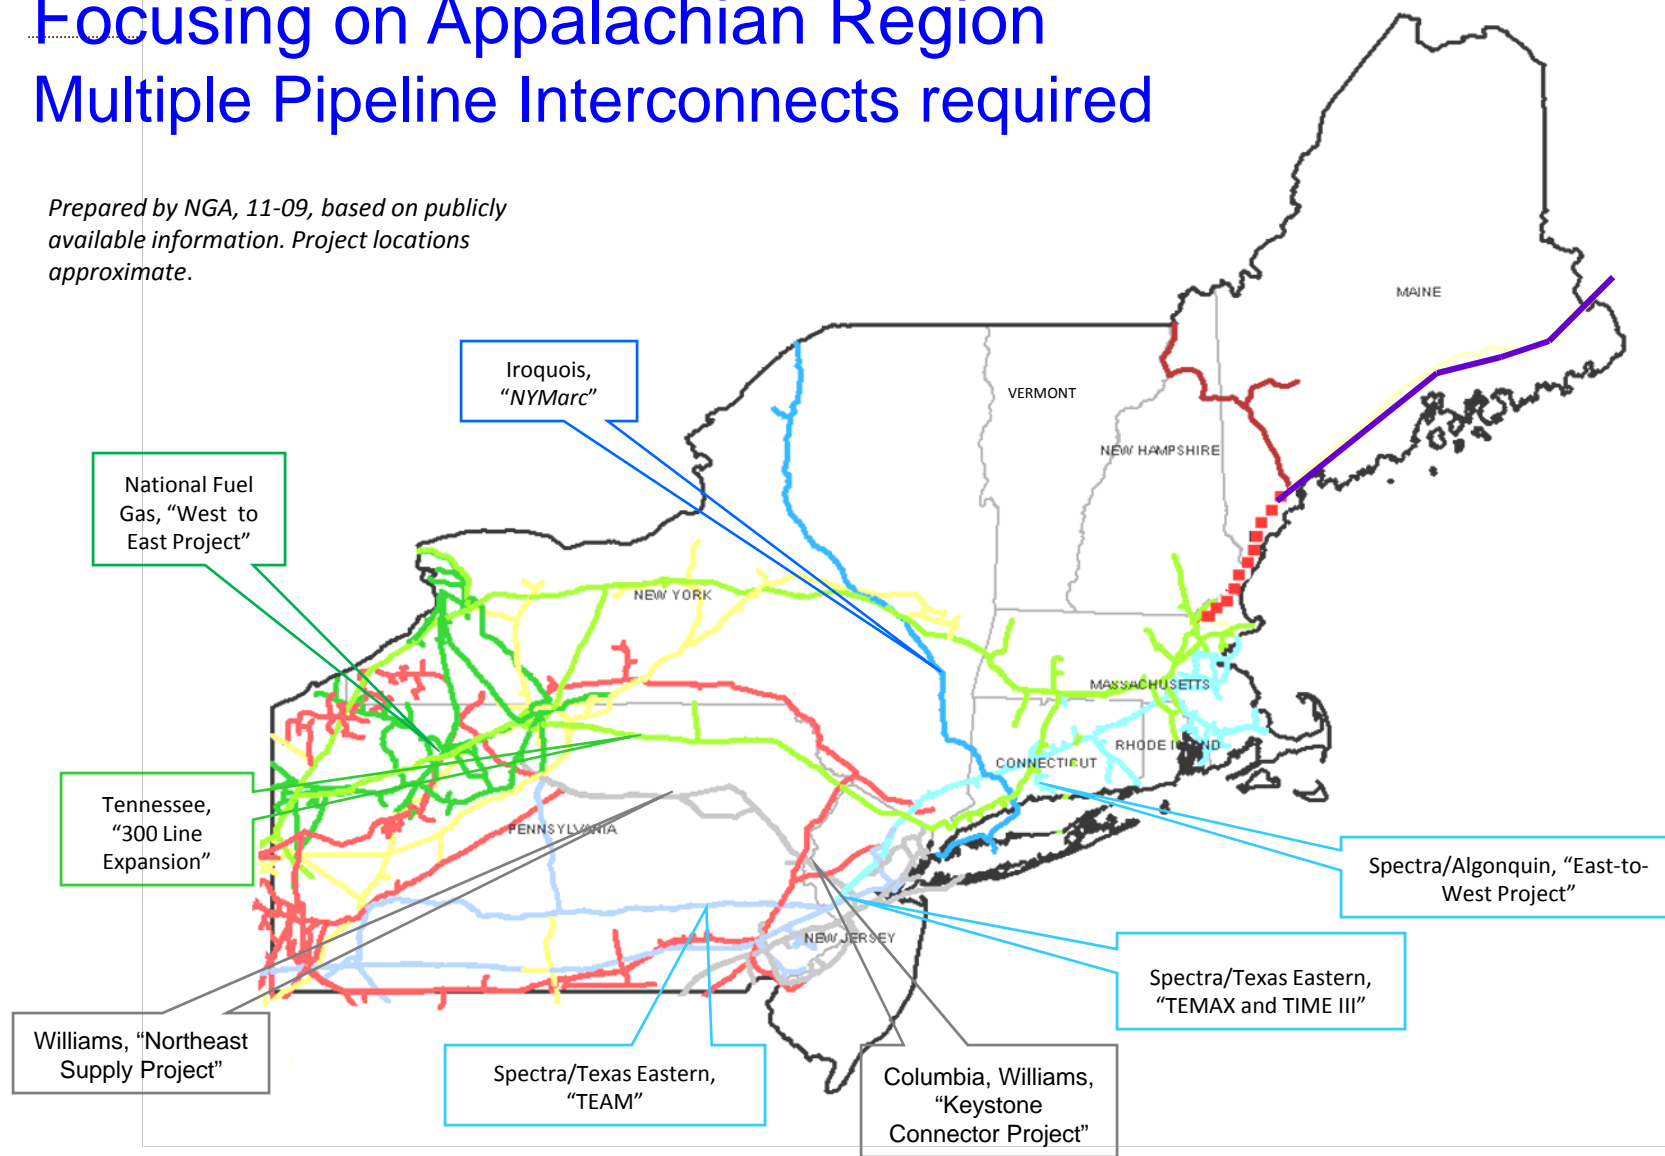 Focusing on Appalachian Region
Multiple Pipeline Interconnects required
Prepared by NGA, 11-09, based on publicly
available information. Project locations
approximate.
MAINE
Iroquois,
“NYMarc”
VERMONT
NEW HAMPSHIRE
National Fuel
Gas, “West to
East Project”
NEW YORK
MASSACHUSETTS
RHODE ISLAND
CONNECTICUT
Tennessee,
“300 Line
Expansion”
PENNSYLVANIA
Spectra/Algonquin, “East-to-
West Project”
NEW JERSEY
Spectra/Texas Eastern,
“TEMAX and TIME III”
Williams, “Northeast
Supply Project”
Spectra/Texas Eastern,
“TEAM”
Columbia, Williams,
“Keystone
Connector Project”